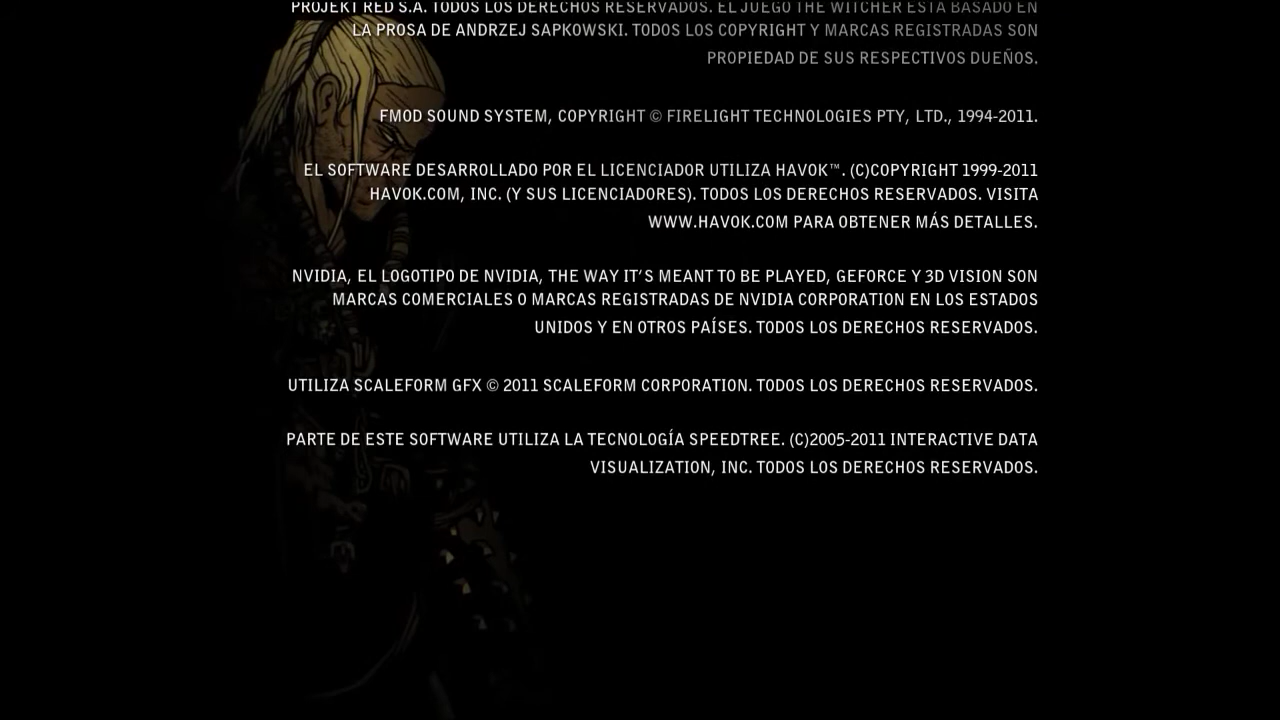 PROJEKT RED S.A. TODOS LOS DERECHOS RESERVADOS. EL JUEGO THE WITCHER ESTÁ BASADO EN
LA PROSA DE ANDRZEJ SAPKOWSKI. TODOS LOS COPYRIGHT Y MARCAS REGISTRADAS SON
PROPIEDAD DE SUS RESPECTIVOS DUEÑOS.
FMOD SOUND SYSTEM, COPYRIGHT © FIRELIGHT TECHNOLOGIES PTY, LTD., 1994-2011.
EL SOFTWARE DESARROLLADO POR EL LICENCIADOR UTILIZA HAVOK™. (C)COPYRIGHT 1999-2011
HAVOK.COM, INC. (Y SUS LICENCIADORES). TODOS LOS DERECHOS RESERVADOS. VISITA
WWW.HAVOK.COM PARA OBTENER MÁS DETALLES.
NVIDIA, EL LOGOTIPO DE NVIDIA, THE WAY IT'S MEANT TO BE PLAYED, GEFORCE Y 3D VISION SON
MARCAS COMERCIALES O MARCAS REGISTRADAS DE NVIDIA CORPORATION EN LOS ESTADOS
UNIDOS Y EN OTROS PAÍSES. TODOS LOS DERECHOS RESERVADOS.
UTILIZA SCALEFORM GFX © 2011 SCALEFORM CORPORATION. TODOS LOS DERECHOS RESERVADOS.
PARTE DE ESTE SOFTWARE UTILIZA LA TECNOLOGÍA SPEEDTREE. (C)2005-2011 INTERACTIVE DATA
VISUALIZATION, INC. TODOS LOS DERECHOS RESERVADOS.